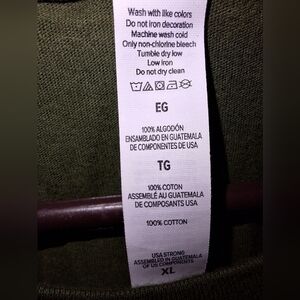 Wash with like colors
Do not iron decoration
Machine wash cold
Only non-chlorine bleach
Tumble dry low
Low iron
Do not dry clean
EG
100% ALGODÓN
ENSAMBLADO EN GUATEMALA
DE COMPONENTES DE USA
TG
100% COTON
ASSEMBLÉ AU GUATEMALA
DE COMPOSANTS USA
100% COTTON
USA STRONG
ASSEMBLED IN GUATEMALA
OF US COMPONENTS
XL